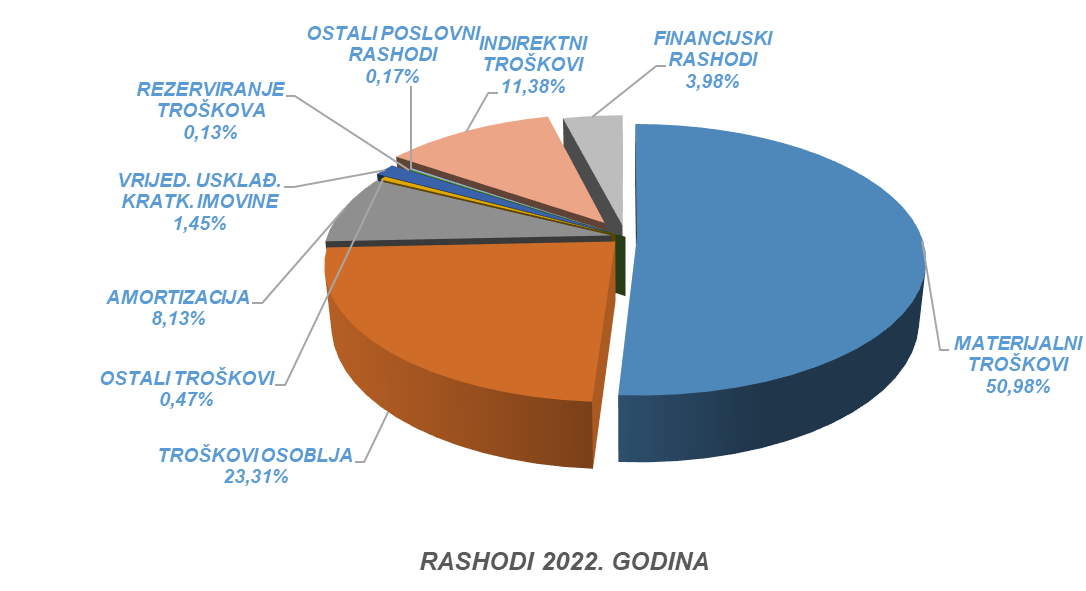 OSTALI POSLOVNI
RASHODI
0,17%
INDIREKTNI
TROŠKOVI
11,38%
FINANCIJSKI
RASHODI
3,98%
REZERVIRANJE
TROŠKOVA
0,13%
VRIJED. USKLAĐ.
KRATK. IMOVINE
1,45%
AMORTIZACIJA
8,13%
OSTALI TROŠKOVI
0,47%
TROŠKOVI OSOBLJA
23,31%
MATERIJALNI
TROŠKOVI
50,98%
RASHODI 2022. GODINA